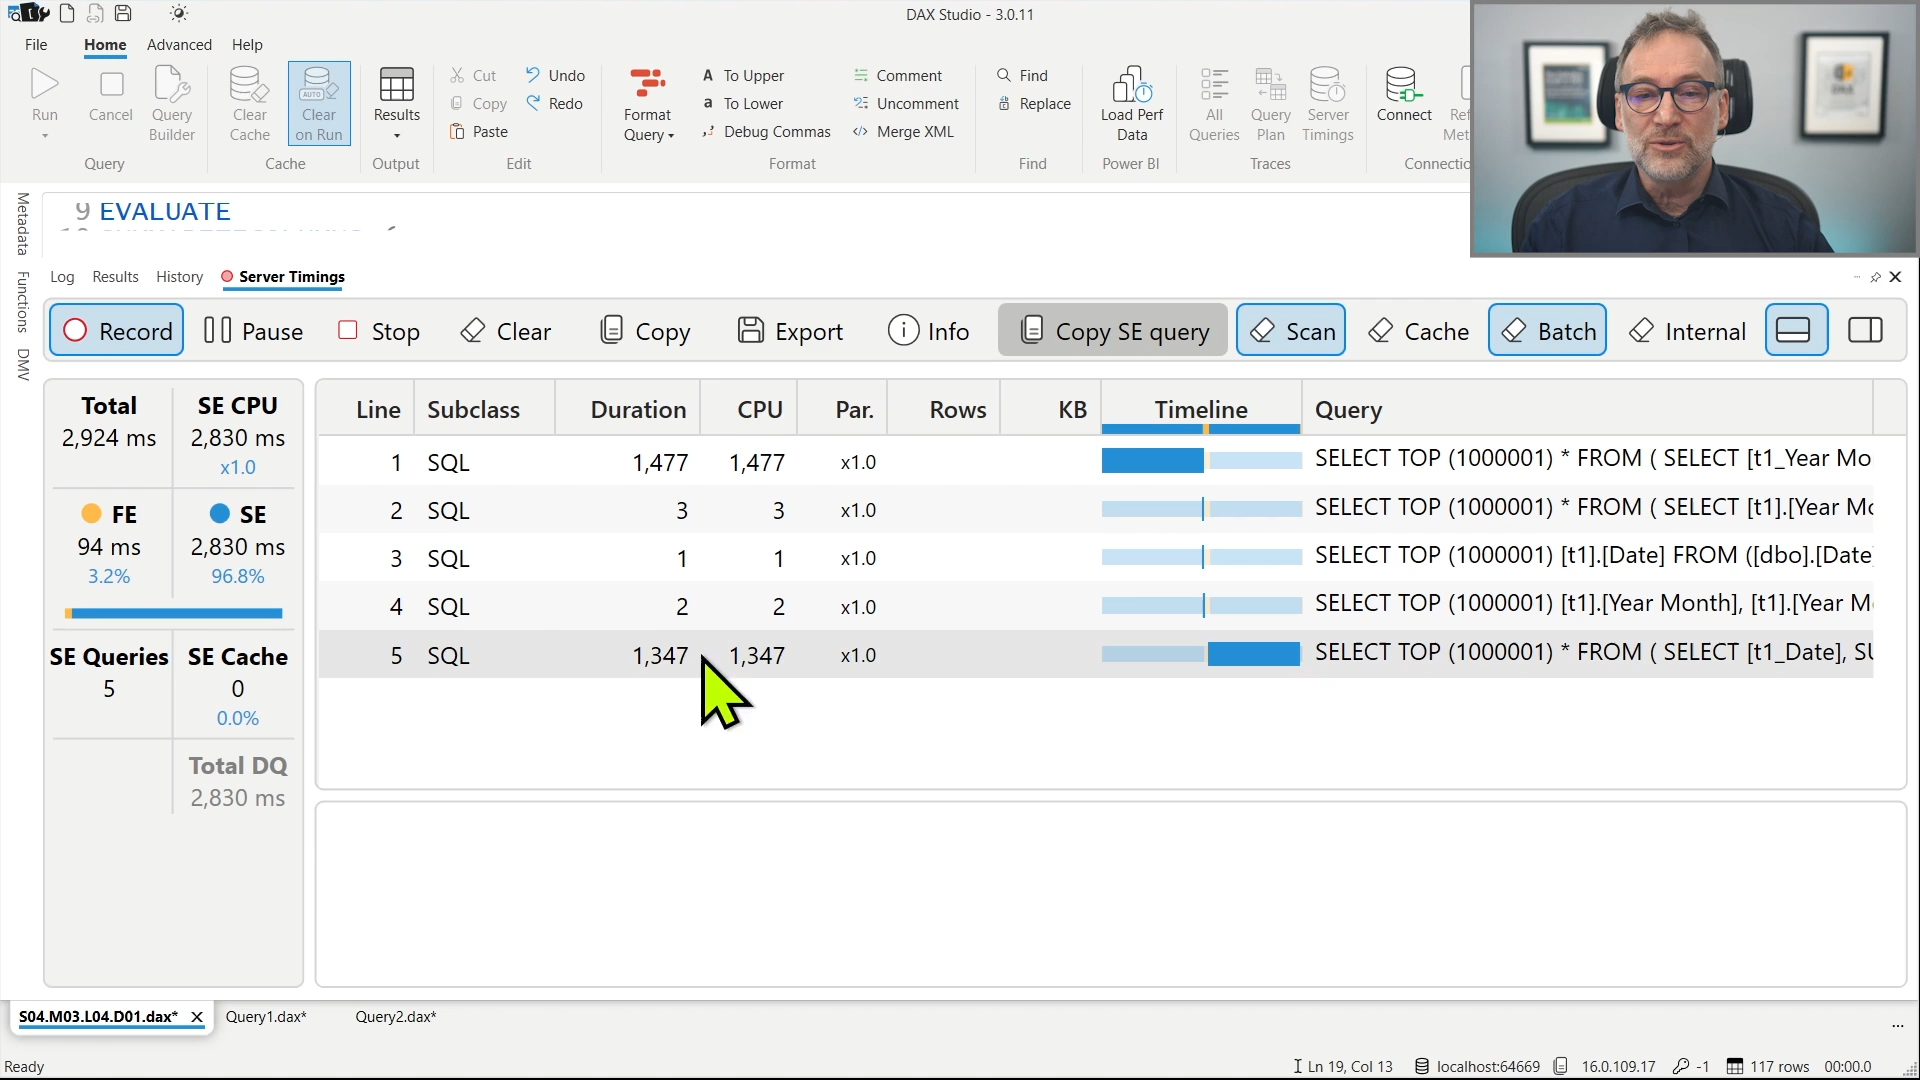 DAX Studio - 3.0.11
File Home Advanced Help
Run
Cancel
Query Builder
Query
Clear Cache
AUTO
Clear on Run
Cache
Results
Output
Cut
Copy
Paste
Undo
Redo
Edit
Format Query
A To Upper
a To Lower
Debug Commas
Comment
Uncomment
Merge XML
Format
Find
Replace
Find
Load Perf Data
Power BI
All Queries
Query Plan
Server Timings
Traces
Connect
Metadata
Functions
DMV
9 EVALUATE
Log Results History Server Timings
Record Pause Stop Clear Copy Export Info Copy SE query Scan Cache Batch Internal
Total SE CPU
2,924 ms 2,830 ms
x1.0
FE SE
94 ms 2,830 ms
3.2% 96.8%
SE Queries SE Cache
5 0
0.0%
Total DQ
2,830 ms
Line Subclass Duration CPU Par. Rows KB Timeline Query
1 SQL 1,477 1,477 x1.0 SELECT TOP (1000001) * FROM ( SELECT [t1_Year Mo
2 SQL 3 3 x1.0 SELECT TOP (1000001) * FROM ( SELECT [t1].[Year Mo
3 SQL 1 1 x1.0 SELECT TOP (1000001) [t1].[Date] FROM ([dbo].[Date
4 SQL 2 2 x1.0 SELECT TOP (1000001) [t1].[Year Month], [t1].[Year M
5 SQL 1,347 1,347 x1.0 SELECT TOP (1000001) * FROM ( SELECT [t1_Date], SU
S04.M03.L04.D01.dax* Query1.dax* Query2.dax*
Ready Ln 19, Col 13 localhost:64669 16.0.109.17 -1 117 rows 00:00.0